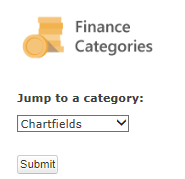 Finance
Categories
Jump to a category:
Chartfields
Submit